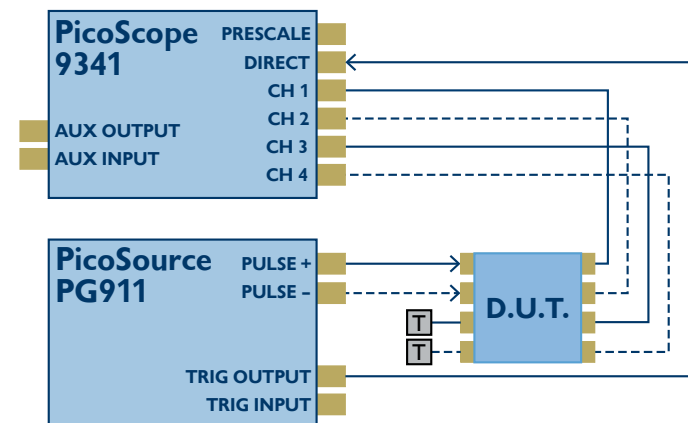 PicoScope
9341
PRESCALE
DIRECT
CH 1
CH 2
CH 3
CH 4
AUX OUTPUT
AUX INPUT
PicoSource
PG911
PULSE +
PULSE –
TRIG OUTPUT
TRIG INPUT
D.U.T.
T
T